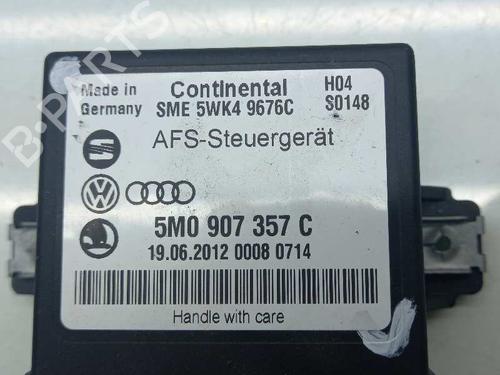 Made in
Germany
Continental
SME 5WK4 9676C
H04
S0148
AFS-Steuergerät
5M0 907 357 C
19.06.2012 0008 0714
Handle with care
B-PARTS